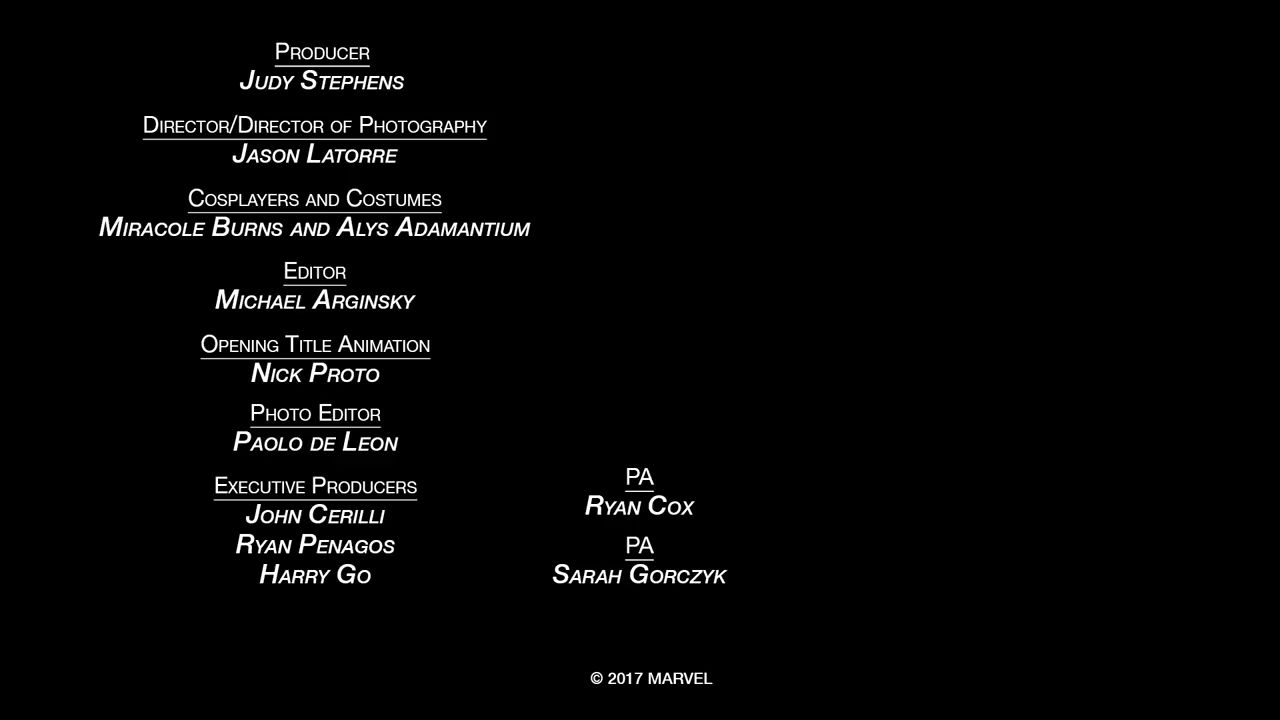 Producer
Judy Stephens
Director/Director of Photography
Jason Latorre
Cosplayers and Costumes
Miracole Burns and Alys Adamantium
Editor
Michael Arginsky
Opening Title Animation
Nick Proto
Photo Editor
Paolo de Leon
Executive Producers
John Cerilli
Ryan Penagos
Harry Go
PA
Ryan Cox
PA
Sarah Gorczyk
© 2017 MARVEL